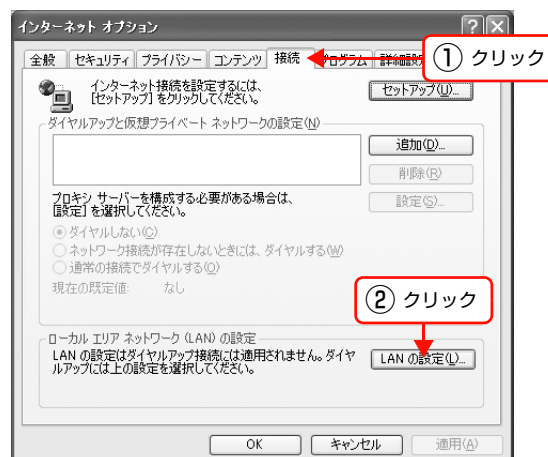 インターネット オプション
全般 セキュリティ プライバシー コンテンツ 接続 プログラム
① クリック
インターネット接続を設定するには、
[セットアップ] をクリックしてください。
セットアップ(U)...
ダイヤルアップと仮想プライベート ネットワークの設定(N)
追加(D)...
削除(R)
プロキシ サーバーを構成する必要がある場合は、
[設定] を選択してください。
設定(S)...
ダイヤルしない(C)
ネットワーク接続が存在しないときには、ダイヤルする(W)
通常の接続でダイヤルする(O)
現在の既定値: なし
② クリック
ローカル エリア ネットワーク (LAN) の設定
LAN の設定はダイヤルアップ接続には適用されません。ダイヤ
ルアップには上の設定を選択してください。
LAN の設定(L)...
OK キャンセル 適用(A)